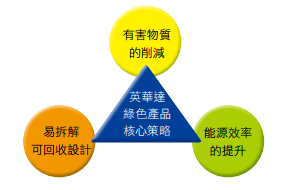 有害物質
的削減
英華達
綠色產品
核心策略
易拆解
可回收設計
能源效率
的提升